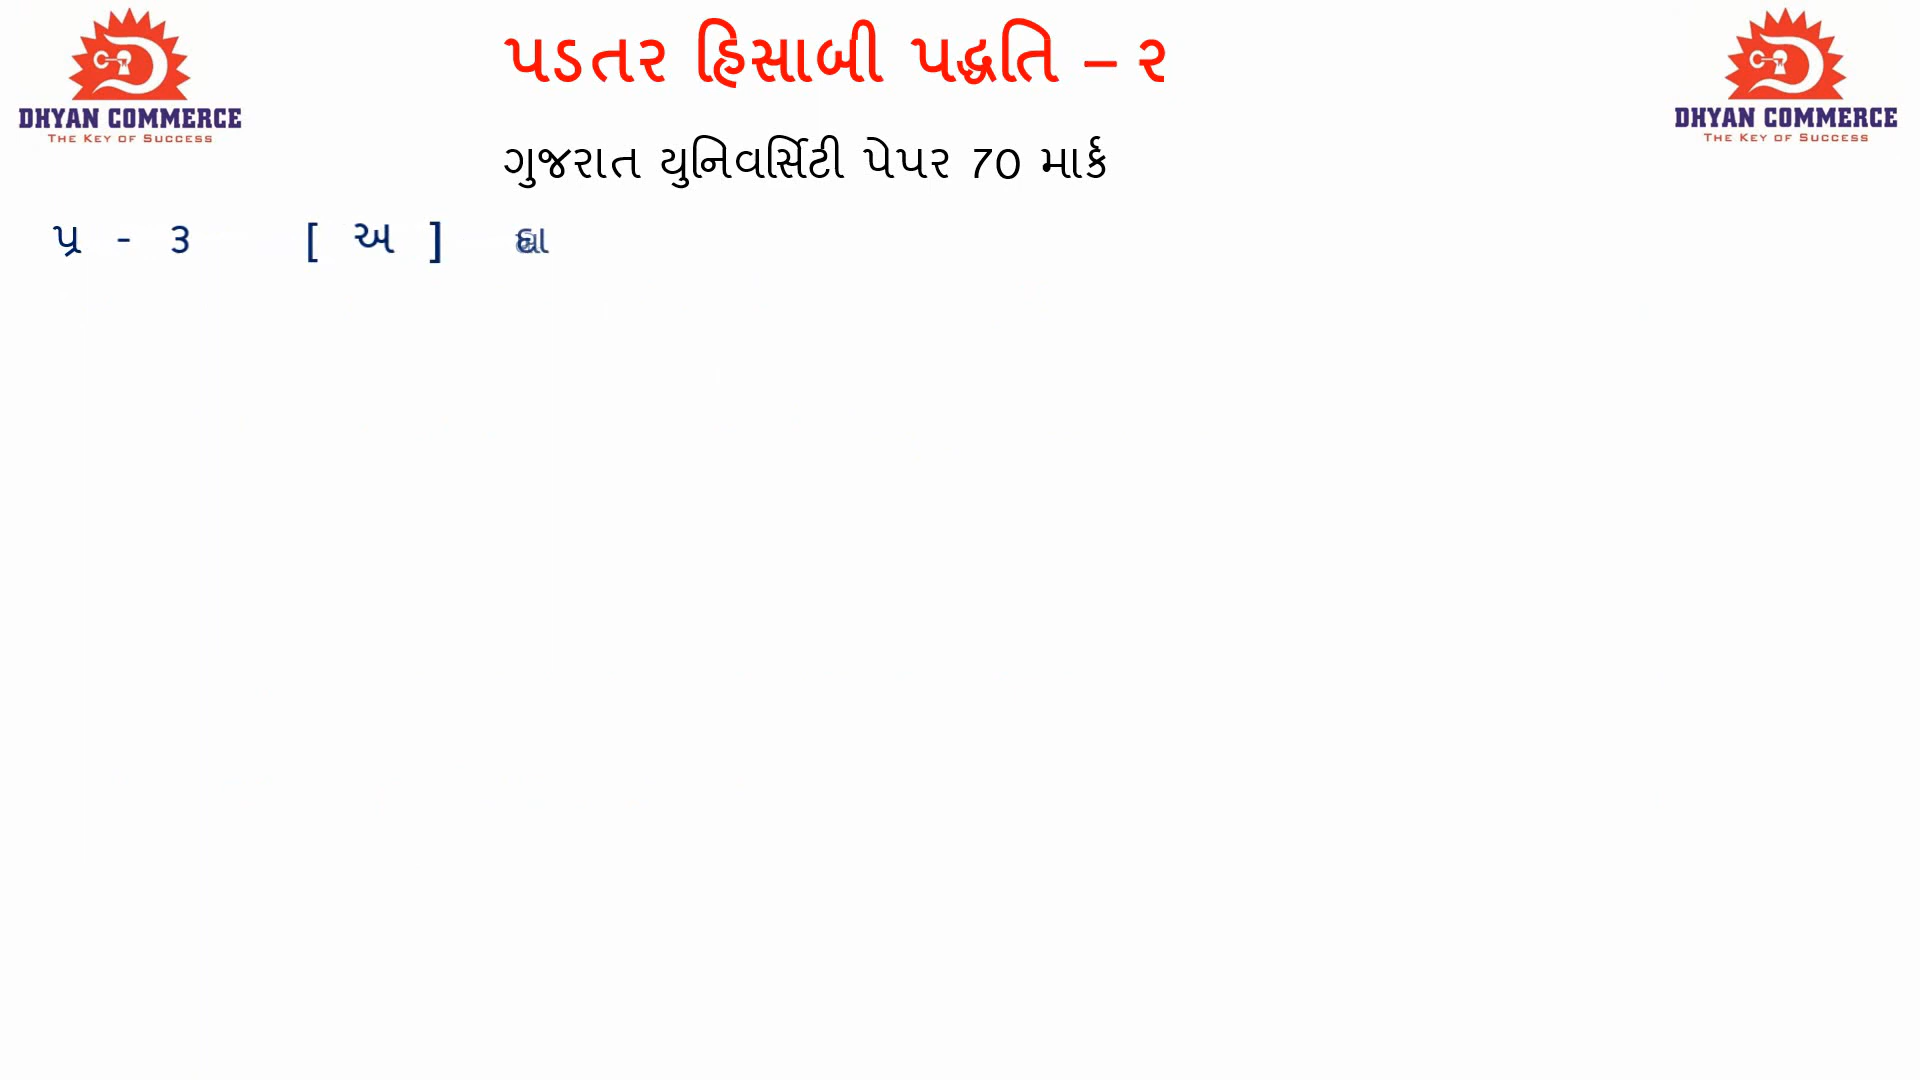 DHYAN COMMERCE
THE KEY OF SUCCESS
પડતર હિસાબી પદ્ધતિ – ૨
DHYAN COMMERCE
THE KEY OF SUCCESS
ગુજરાત યુનિવર્સિટી પેપર 70 માર્ક
પ્ર - ૩ [ અ ]